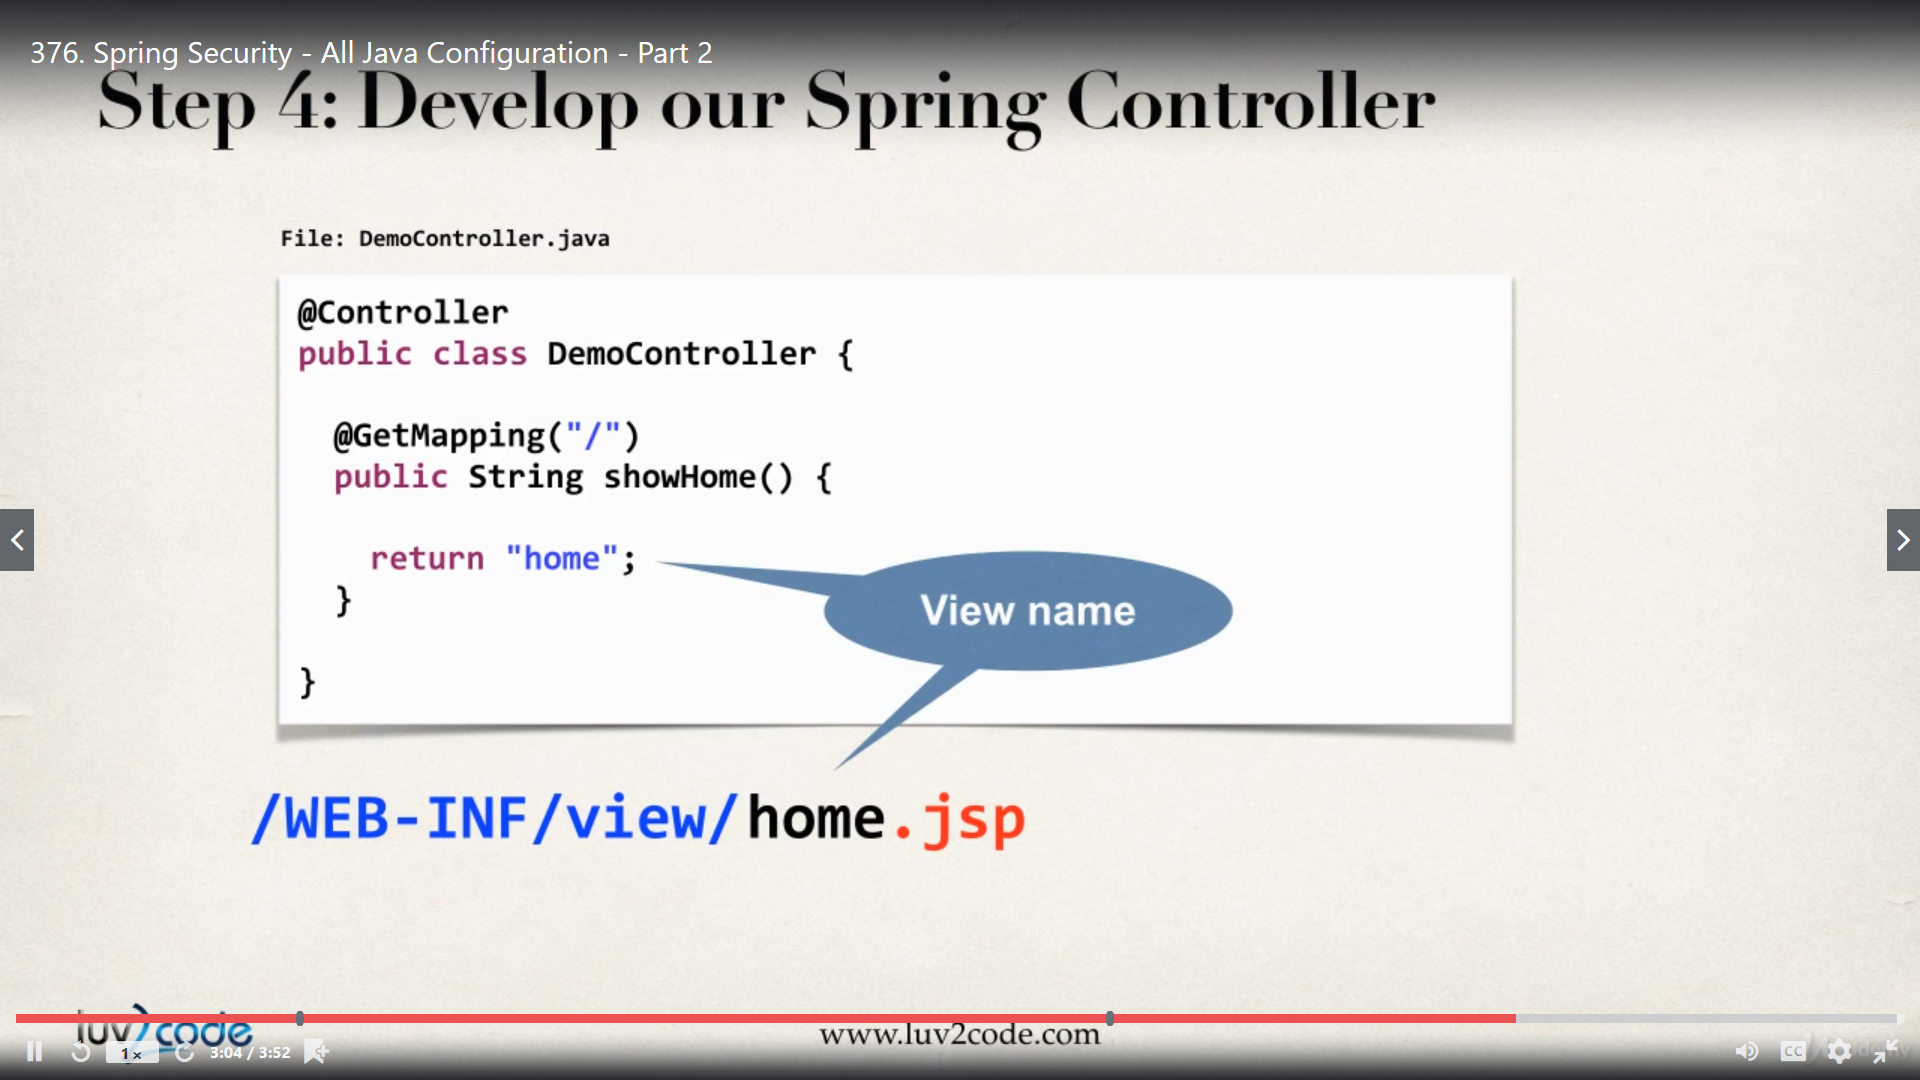 376. Spring Security - All Java Configuration - Part 2
Step 4: Develop our Spring Controller
File: DemoController.java
@Controller
public class DemoController {
@GetMapping("/")
public String showHome() {
return "home";
}
}
View name
/WEB-INF/view/home.jsp
luv2code
www.luv2code.com
1×
3:04 / 3:52
CC